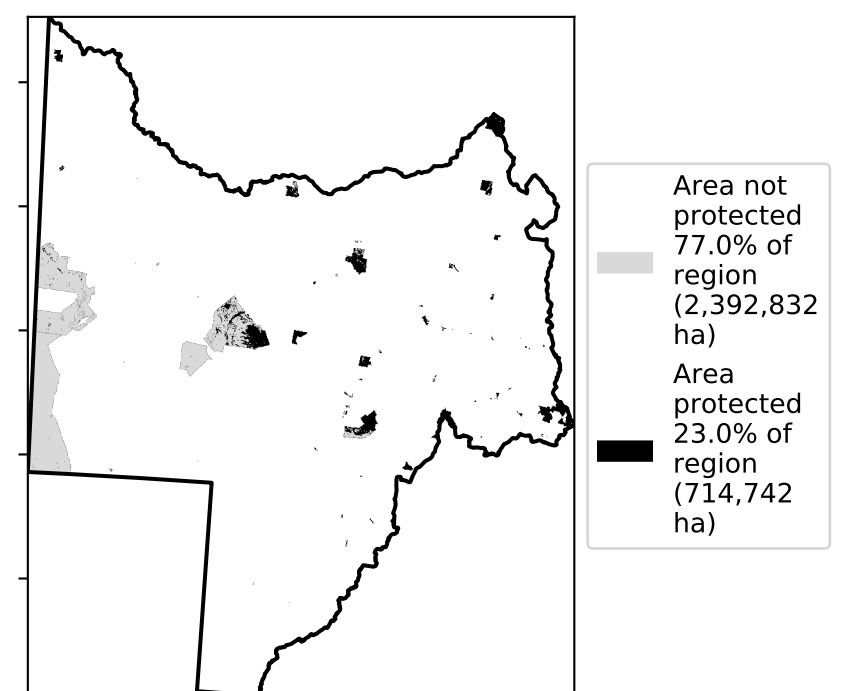 Area not
protected
77.0% of
region
(2,392,832
ha)
Area
protected
23.0% of
region
(714,742
ha)